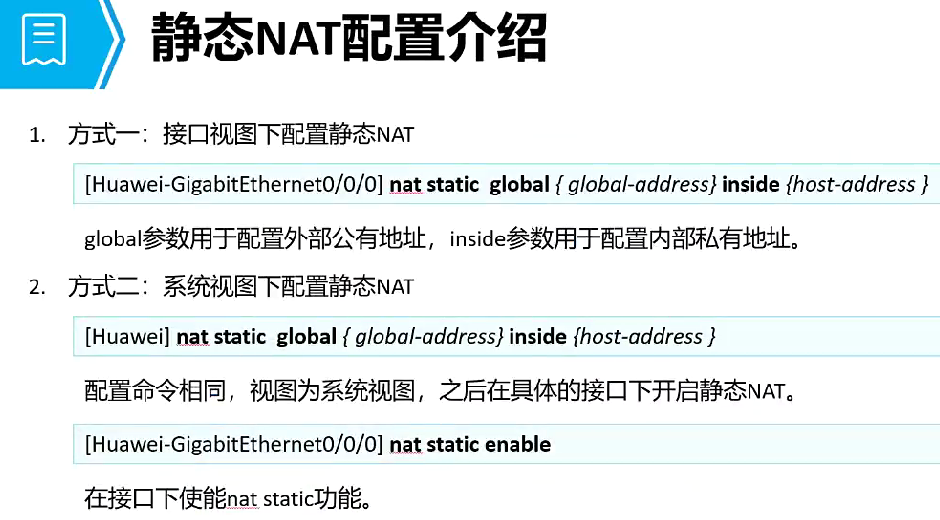 静态NAT配置介绍
1. 方式一：接口视图下配置静态NAT
[Huawei-GigabitEthernet0/0/0] nat static global { global-address} inside {host-address }
global参数用于配置外部公有地址，inside参数用于配置内部私有地址。
2. 方式二：系统视图下配置静态NAT
[Huawei] nat static global { global-address} inside {host-address }
配置命令相同，视图为系统视图，之后在具体的接口下开启静态NAT。
[Huawei-GigabitEthernet0/0/0] nat static enable
在接口下使能nat static功能。